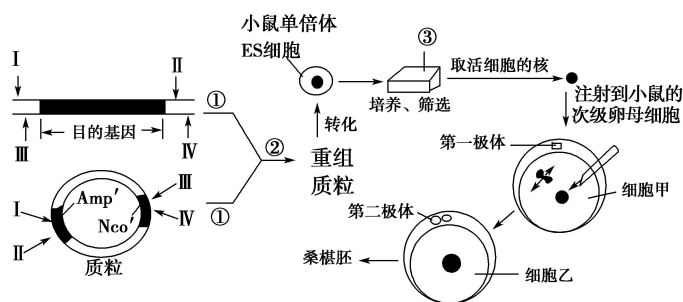 小鼠单倍体
ES细胞
③
取活细胞的核
培养、筛选
注射到小鼠的
次级卵母细胞
Ⅰ
Ⅱ
①
目的基因
Ⅲ
Ⅳ
②
转化
重组
质粒
第一极体
细胞甲
Ⅰ
Amp′
Ⅲ
Ⅳ
①
Nco′
Ⅱ
质粒
第二极体
桑椹胚
细胞乙